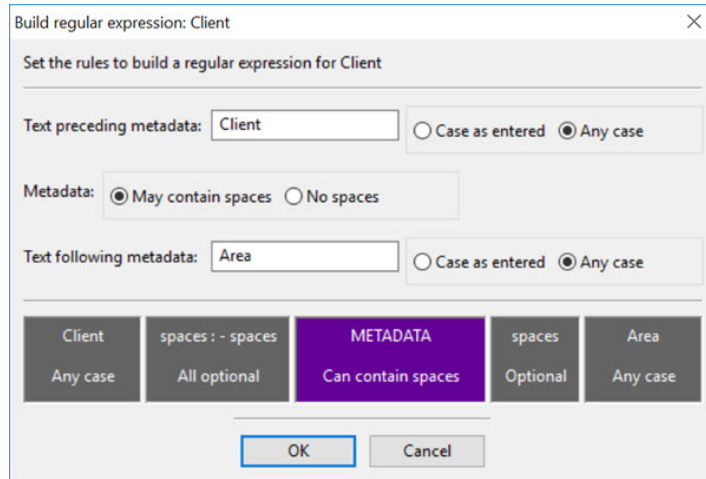 Build regular expression: Client
Set the rules to build a regular expression for Client
Text preceding metadata: Client Case as entered Any case
Metadata: May contain spaces No spaces
Text following metadata: Area Case as entered Any case
Client spaces : - spaces METADATA spaces Area
Any case All optional Can contain spaces Optional Any case
OK Cancel